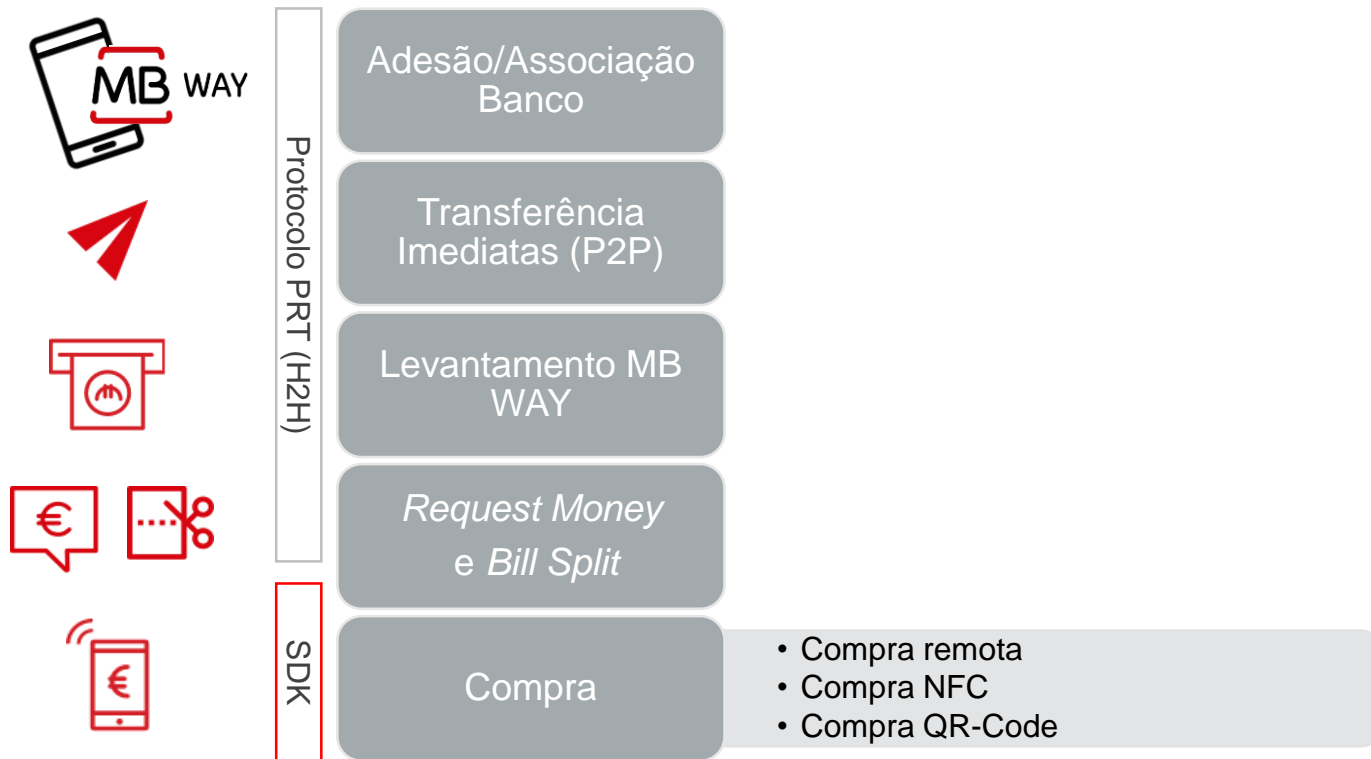 MB WAY
Protocolo PRT (H2H)
Adesão/Associação
Banco
Transferência
Imediatas (P2P)
Levantamento MB
WAY
Request Money
e Bill Split
SDK
Compra
• Compra remota
• Compra NFC
• Compra QR-Code
€
€